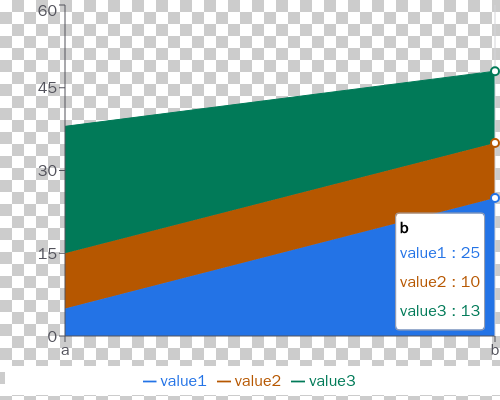 60
45
30
15
0
b
value1 : 25
value2 : 10
value3 : 13
a b
value1 value2 value3